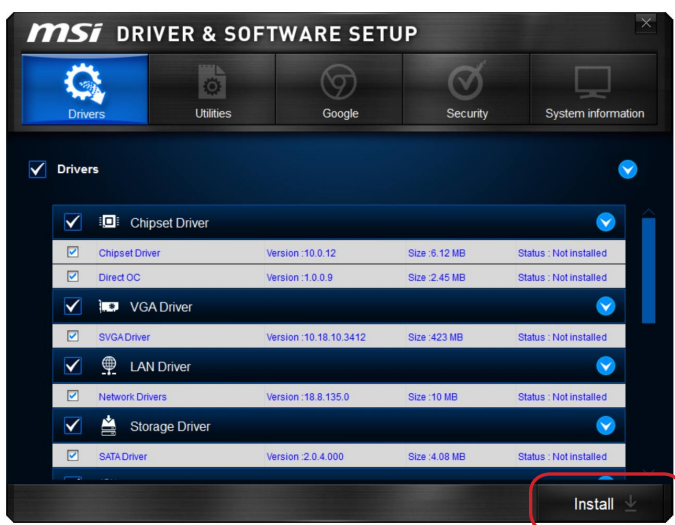 msi DRIVER & SOFTWARE SETUP
Drivers Utilities Google Security System information
Drivers
Chipset Driver
Chipset Driver Version :10.0.12 Size :6.12 MB Status : Not installed
Direct OC Version :1.0.0.9 Size :2.45 MB Status : Not installed
VGA Driver
SVGA Driver Version :10.18.10.3412 Size :423 MB Status : Not installed
LAN Driver
Network Drivers Version :18.8.135.0 Size :10 MB Status : Not installed
Storage Driver
SATA Driver Version :2.0.4.000 Size :4.08 MB Status : Not installed
Install